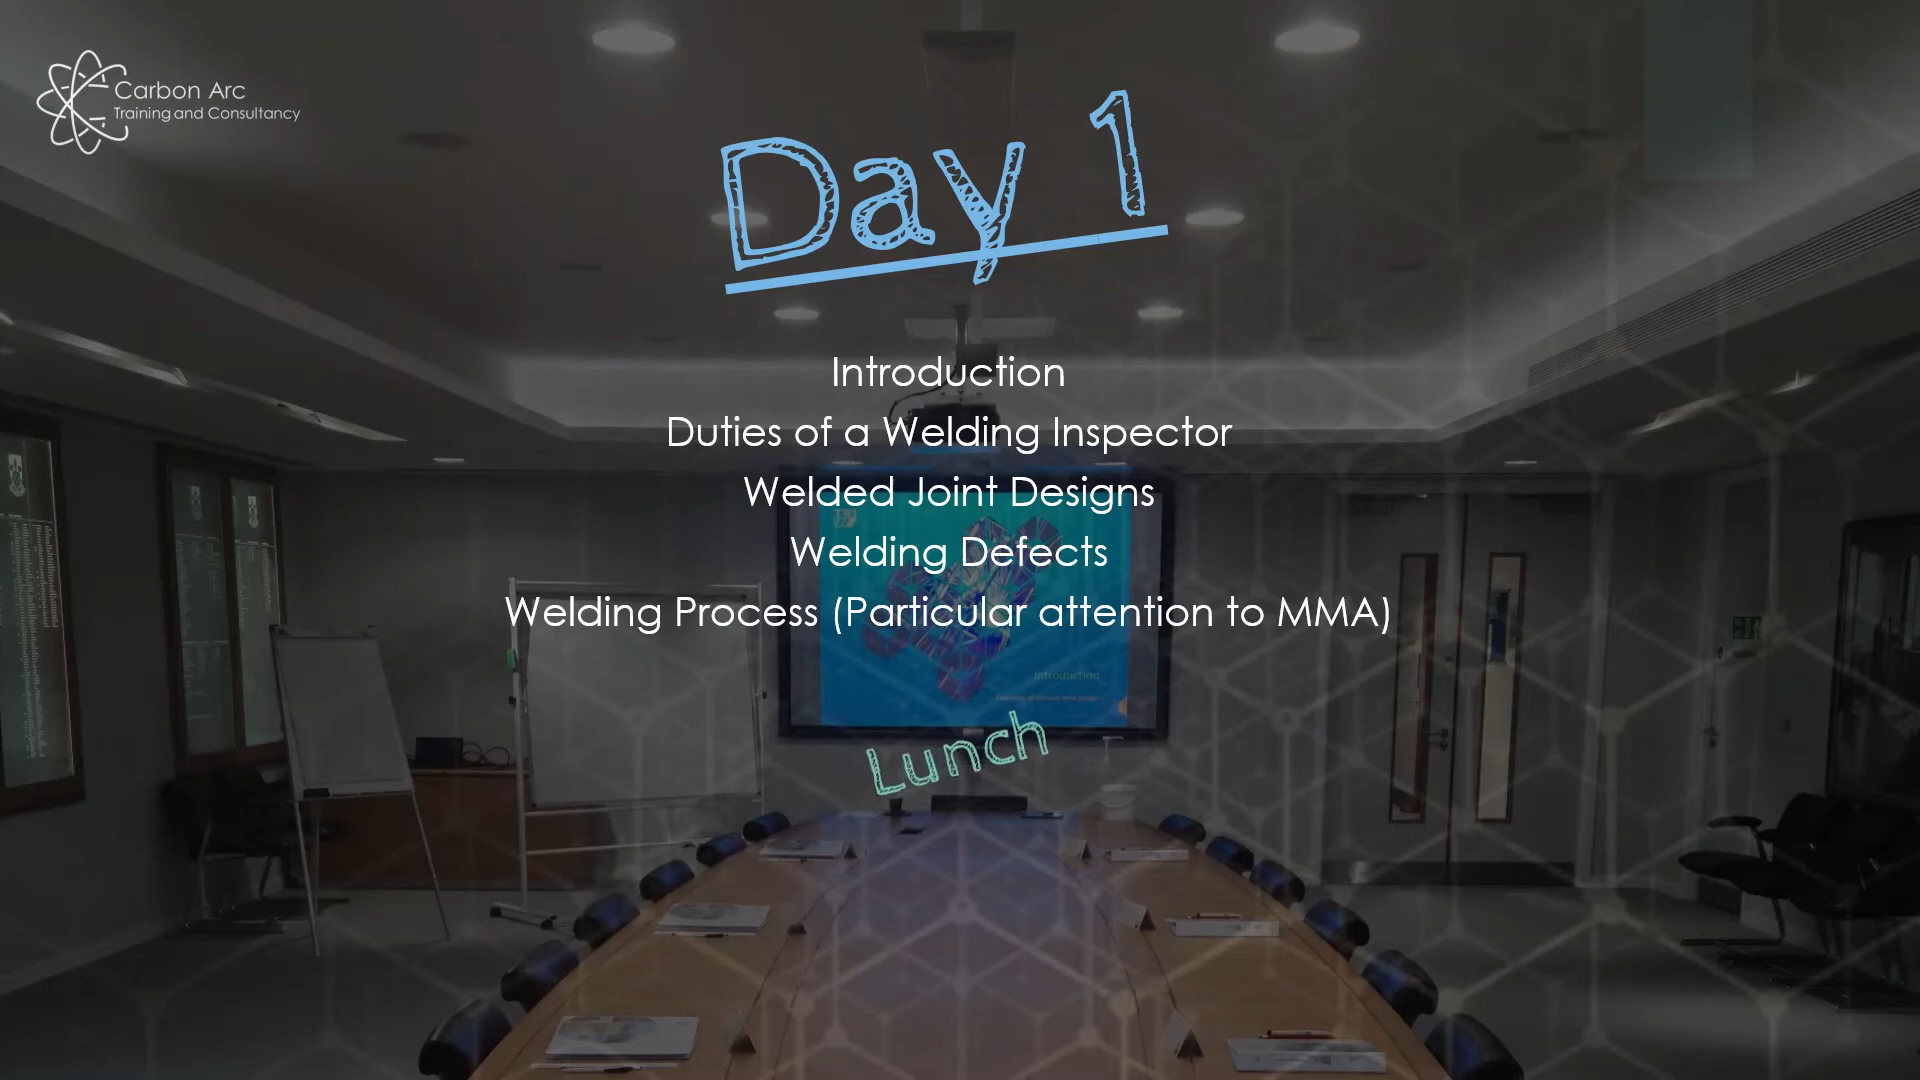 Carbon Arc
Training and Consultancy
Day 1
Introduction
Duties of a Welding Inspector
Welded Joint Designs
Welding Defects
Welding Process (Particular attention to MMA)
Introduction
Lunch